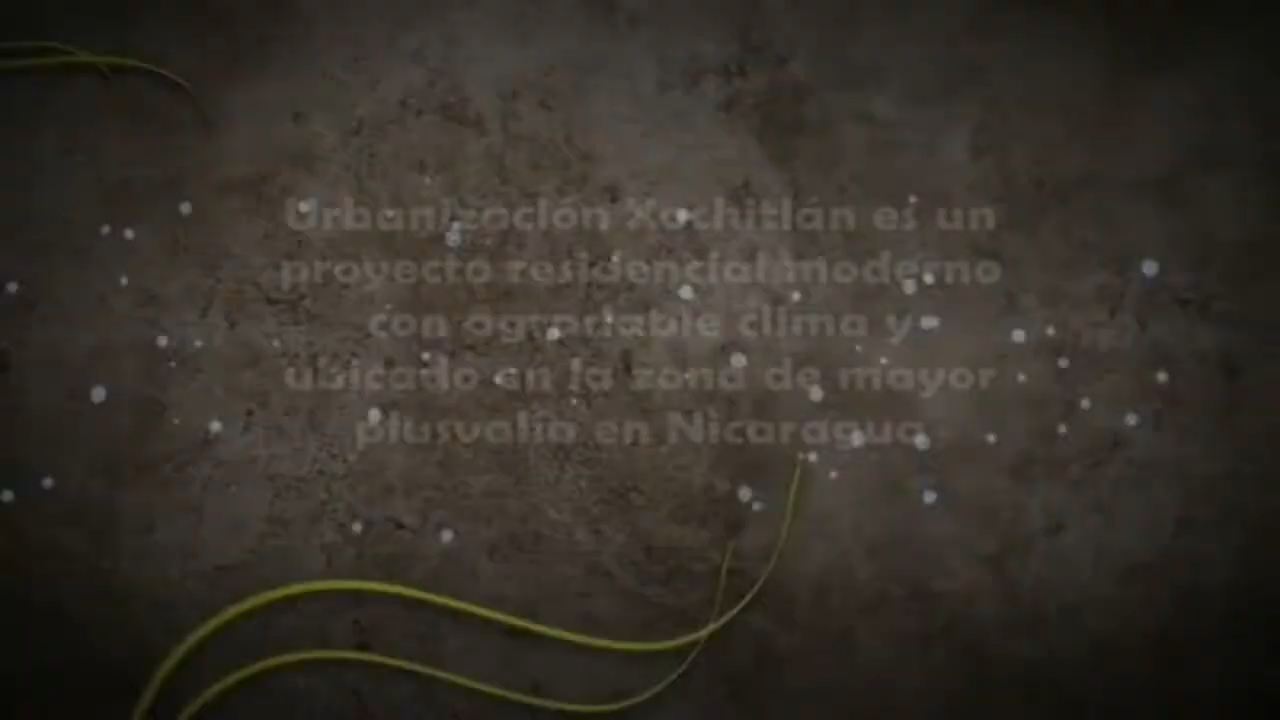 Urbanización Xochitlán es un
proyecto residencial moderno
con agradable clima y
ubicado en la zona de mayor
plusvalía en Nicaragua